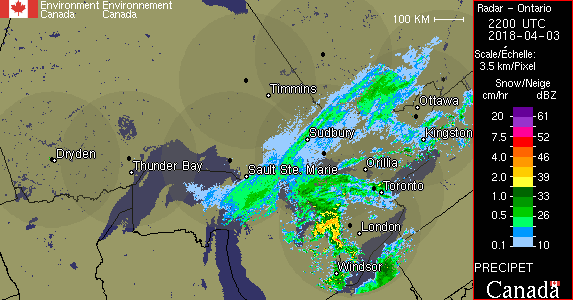 Environment Environnement
Canada Canada
100 KM
Timmins
Ottawa
Sudbury
Kingston
Dryden
Thunder Bay
Sault Ste. Marie
Orillia
Toronto
London
Windsor
Radar - Ontario
2200 UTC
2018-04-03
Scale/Échelle:
3.5 km/Pixel
Snow/Neige
cm/hr dBZ
20 61
7.5 52
4.0 46
2.0 39
1.0 33
0.5 26
0.1 10
PRECIPET
Canada